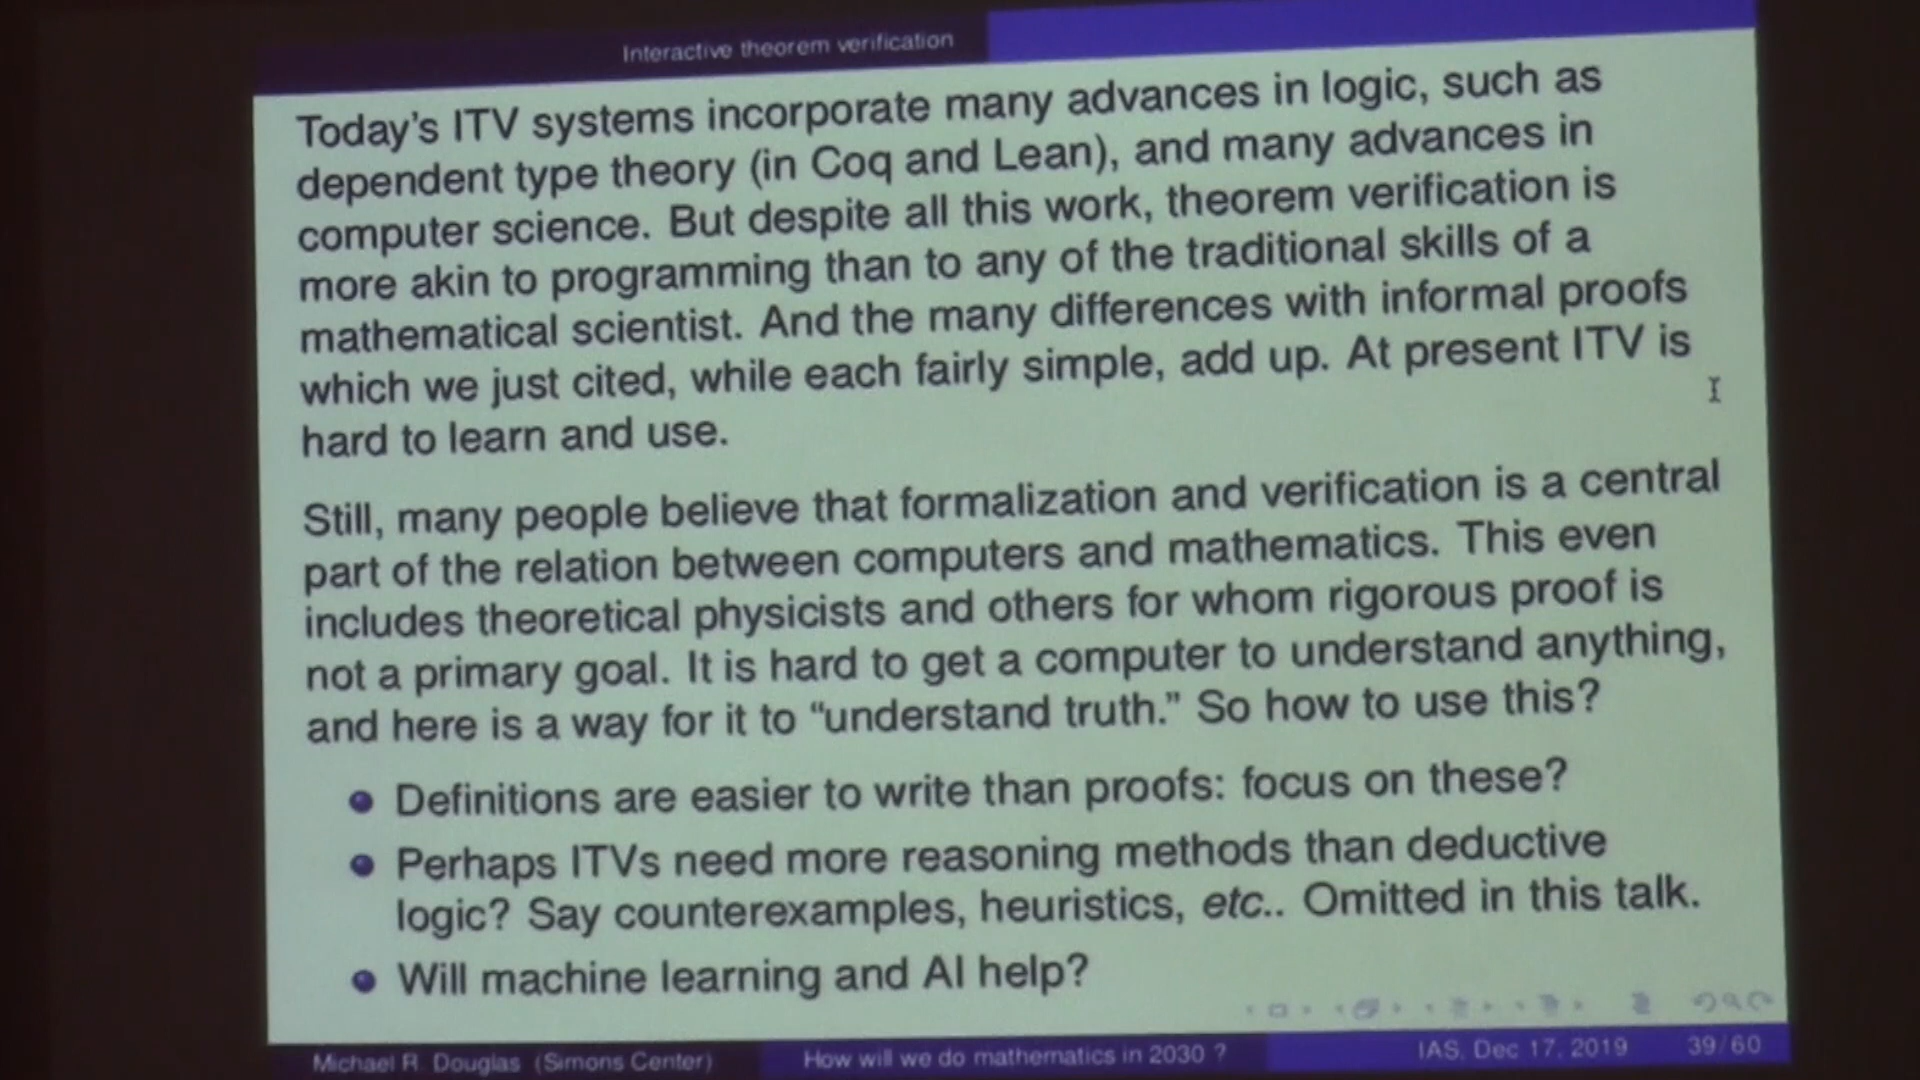 Interactive theorem verification
Today's ITV systems incorporate many advances in logic, such as
dependent type theory (in Coq and Lean), and many advances in
computer science. But despite all this work, theorem verification is
more akin to programming than to any of the traditional skills of a
mathematical scientist. And the many differences with informal proofs
which we just cited, while each fairly simple, add up. At present ITV is
hard to learn and use.
Still, many people believe that formalization and verification is a central
part of the relation between computers and mathematics. This even
includes theoretical physicists and others for whom rigorous proof is
not a primary goal. It is hard to get a computer to understand anything,
and here is a way for it to “understand truth.” So how to use this?
Definitions are easier to write than proofs: focus on these?
Perhaps ITVs need more reasoning methods than deductive
logic? Say counterexamples, heuristics, etc.. Omitted in this talk.
Will machine learning and AI help?
Michael R. Douglas (Simons Center) How will we do mathematics in 2030 ? IAS, Dec 17, 2019 39/60